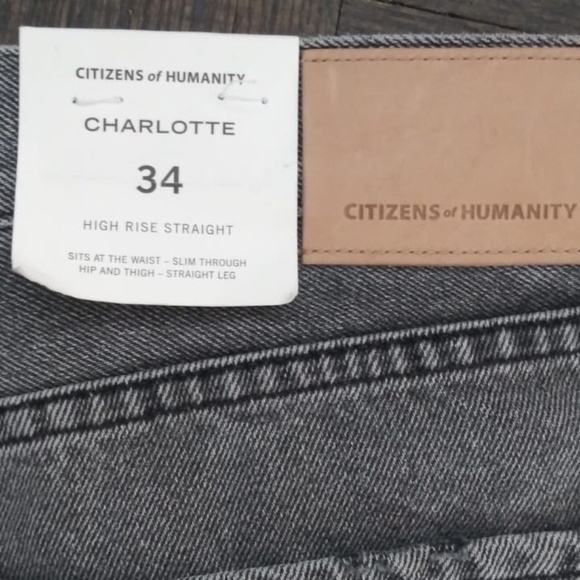 CITIZENS of HUMANITY
CHARLOTTE
34
HIGH RISE STRAIGHT
SITS AT THE WAIST – SLIM THROUGH
HIP AND THIGH – STRAIGHT LEG
CITIZENS of HUMANITY